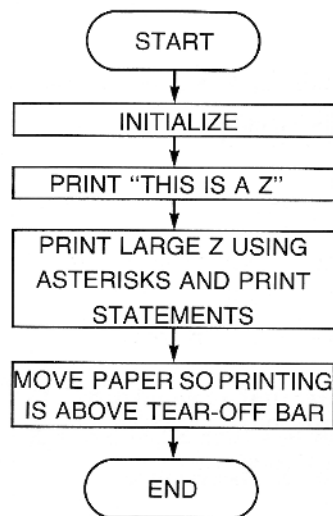 START
INITIALIZE
PRINT “THIS IS A Z”
PRINT LARGE Z USING
ASTERISKS AND PRINT
STATEMENTS
MOVE PAPER SO PRINTING
IS ABOVE TEAR-OFF BAR
END